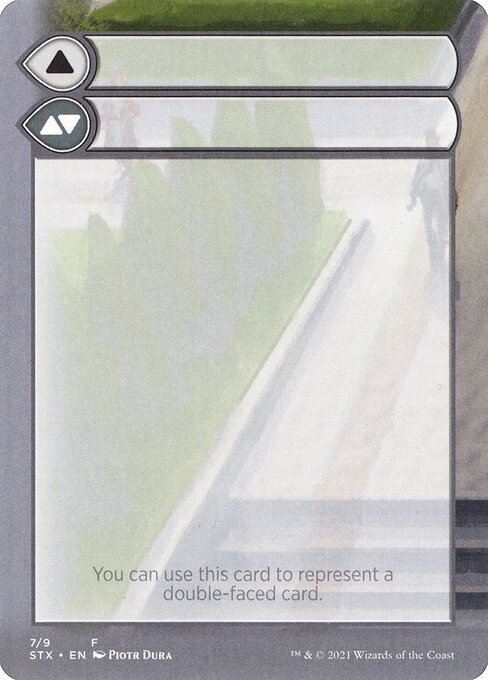 You can use this card to represent a
double-faced card.
7/9 F
STX • EN Piotr Dura
™ & © 2021 Wizards of the Coast